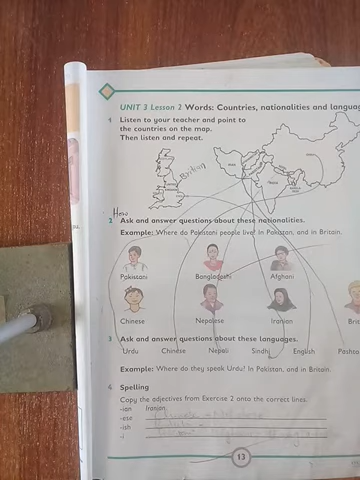 UNIT 3 Lesson 2 Words: Countries, nationalities and langua
1 Listen to your teacher and point to
the countries on the map.
Then listen and repeat.
2 Ask and answer questions about these nationalities.
Example: Where do Pakistani people live? In Pakistan, and in Britain.
Pakistani Bangladeshi Afghani
Chinese Nepalese Iranian Brit
3 Ask and answer questions about these languages.
Urdu Chinese Nepali Sindhi English Pashto
Example: Where do they speak Urdu? In Pakistan, and in Britain.
4 Spelling
Copy the adjectives from Exercise 2 onto the correct lines.
-ian Iranian
-ese
-ish
-i
13